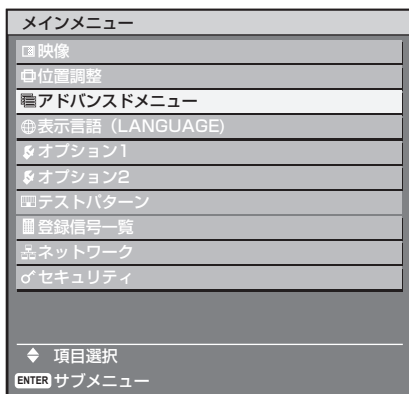 メインメニュー
映像
位置調整
アドバンスドメニュー
表示言語（LANGUAGE)
オプション1
オプション2
テストパターン
登録信号一覧
ネットワーク
セキュリティ
項目選択
ENTER サブメニュー